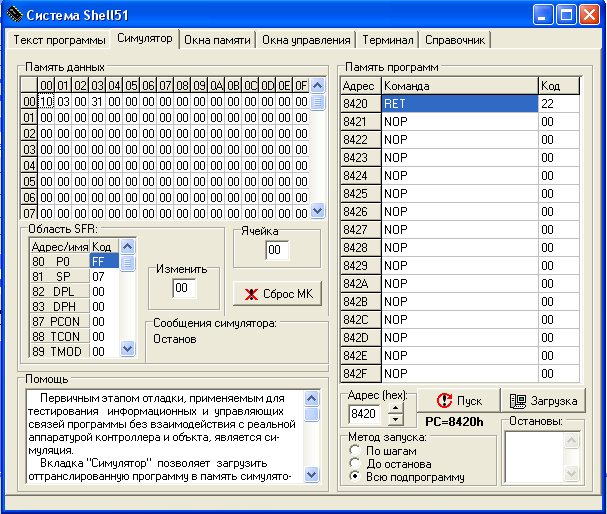 Система Shell51
Текст программы Симулятор Окна памяти Окна управления Терминал Справочник
Память данных
00 01 02 03 04 05 06 07 08 09 0A 0B 0C 0D 0E 0F
00 10 03 00 31 00 00 00 00 00 00 00 00 00 00 00 00
01 00 00 00 00 00 00 00 00 00 00 00 00 00 00 00 00
02 00 00 00 00 00 00 00 00 00 00 00 00 00 00 00 00
03 00 00 00 00 00 00 00 00 00 00 00 00 00 00 00 00
04 00 00 00 00 00 00 00 00 00 00 00 00 00 00 00 00
05 00 00 00 00 00 00 00 00 00 00 00 00 00 00 00 00
06 00 00 00 00 00 00 00 00 00 00 00 00 00 00 00 00
07 00 00 00 00 00 00 00 00 00 00 00 00 00 00 00 00
Область SFR:
Адрес/имя Код
80 P0 FF
81 SP 07
82 DPL 00
83 DPH 00
87 PCON 00
88 TCON 00
89 TMOD 00
Изменить
00
Ячейка
00
Сброс МК
Сообщения симулятора:
Останов
Помощь
Первичным этапом отладки, применяемым для
тестирования информационных и управляющих
связей программы без взаимодействия с реальной
аппаратурой контроллера и объкта, является си-
муляция.
Вкладка "Симулятор" позволяет загрузить
оттранслированную программу в память симулято-
Память программ
Адрес Команда Код
8420 RET 22
8421 NOP 00
8422 NOP 00
8423 NOP 00
8424 NOP 00
8425 NOP 00
8426 NOP 00
8427 NOP 00
8428 NOP 00
8429 NOP 00
842A NOP 00
842B NOP 00
842C NOP 00
842D NOP 00
842E NOP 00
842F NOP 00
Адрес (hex):
8420
Пуск
Загрузка
PC=8420h
Метод запуска:
По шагам
До останова
Всю подпрограмму
Остановы: